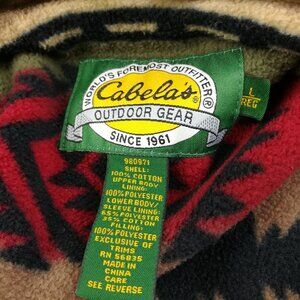 WORLD'S FOREMOST OUTFITTER®
Cabela's®
OUTDOOR GEAR
SINCE 1961
L
REG
980971
SHELL:
100% COTTON
UPPER BODY
LINING:
100% POLYESTER
LOWER BODY/
SLEEVE LINING:
65% POLYESTER
35% COTTON
FILLING:
100% POLYESTER
EXCLUSIVE OF
TRIMS
RN 56835
MADE IN
CHINA
CARE
SEE REVERSE